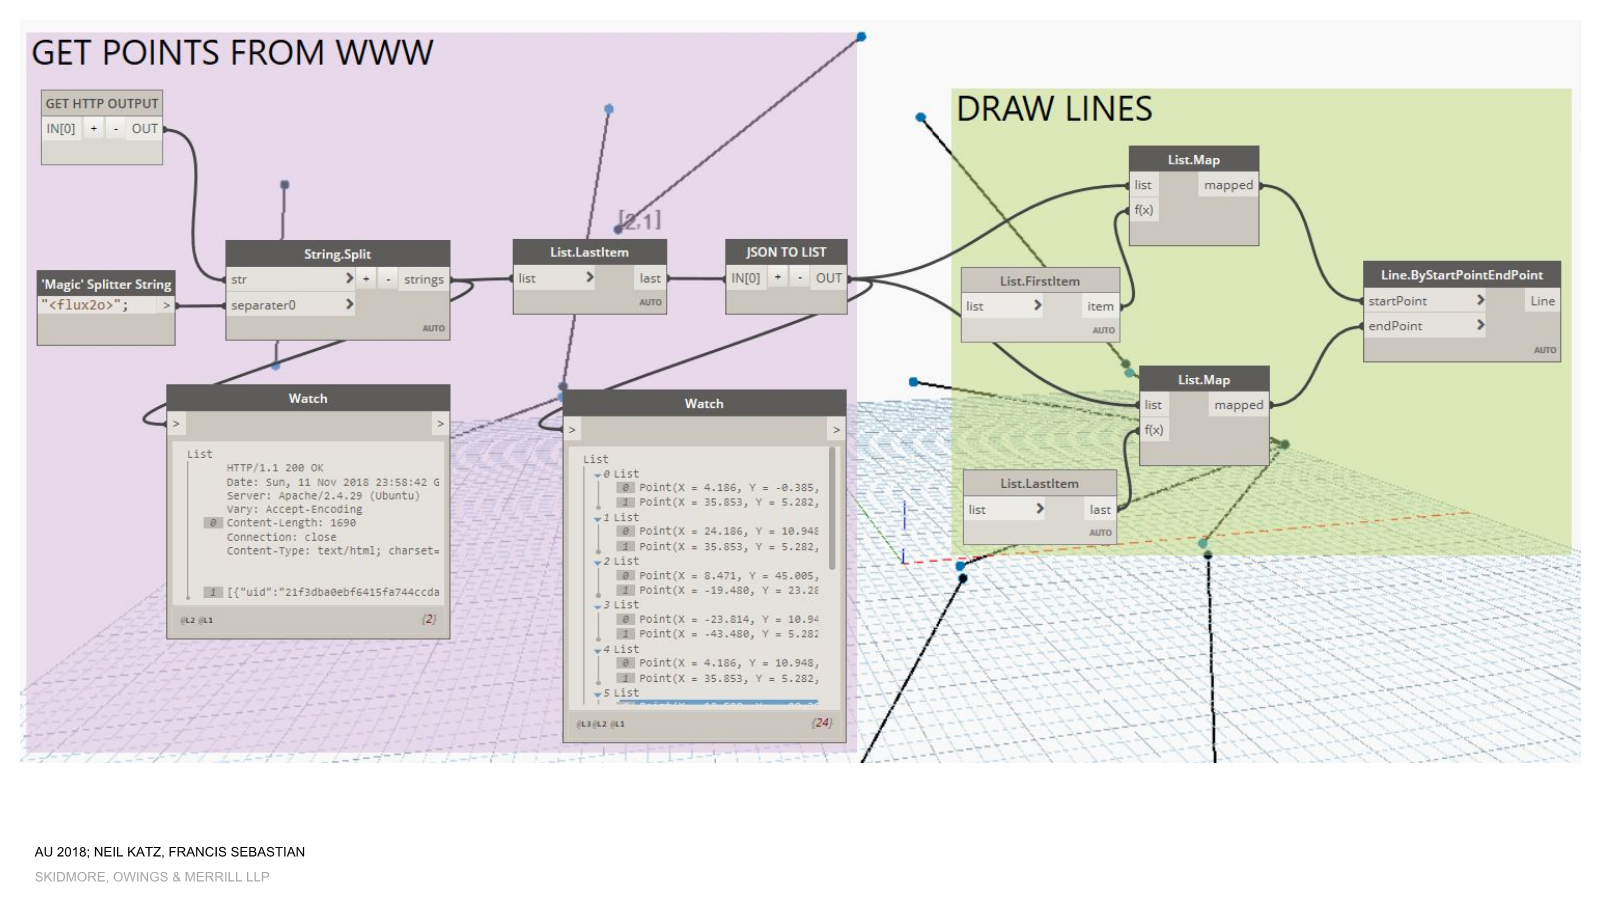 GET POINTS FROM WWW
GET HTTP OUTPUT
IN[0] + - OUT
[2,1]
String.Split
str > + - strings
separater0 >
AUTO
'Magic' Splitter String
"<flux2o>"; >
List.LastItem
list > last
AUTO
JSON TO LIST
IN[0] + - OUT
Watch
> >
List
HTTP/1.1 200 OK
Date: Sun, 11 Nov 2018 23:58:42 G
Server: Apache/2.4.29 (Ubuntu)
Vary: Accept-Encoding
0 Content-Length: 1690
Connection: close
Content-Type: text/html; charset=
1 [{"uid":"21f3dba0ebf6415fa744ccda
@L2 @L1 {2}
Watch
> >
List
0 List
0 Point(X = 4.186, Y = -0.385,
1 Point(X = 35.853, Y = 5.282,
1 List
0 Point(X = 24.186, Y = 10.948
1 Point(X = 35.853, Y = 5.282,
2 List
0 Point(X = 8.471, Y = 45.005,
1 Point(X = -19.480, Y = 23.28
3 List
0 Point(X = -23.814, Y = 10.94
1 Point(X = -43.480, Y = 5.282
4 List
0 Point(X = 4.186, Y = 10.948,
1 Point(X = 35.853, Y = 5.282,
5 List
@L3 @L2 @L1 {24}
DRAW LINES
List.Map
list mapped
f(x)
List.FirstItem
list > item
AUTO
Line.ByStartPointEndPoint
startPoint > Line
endPoint >
AUTO
List.Map
list mapped
f(x)
List.LastItem
list > last
AUTO
AU 2018; NEIL KATZ, FRANCIS SEBASTIAN
SKIDMORE, OWINGS & MERRILL LLP